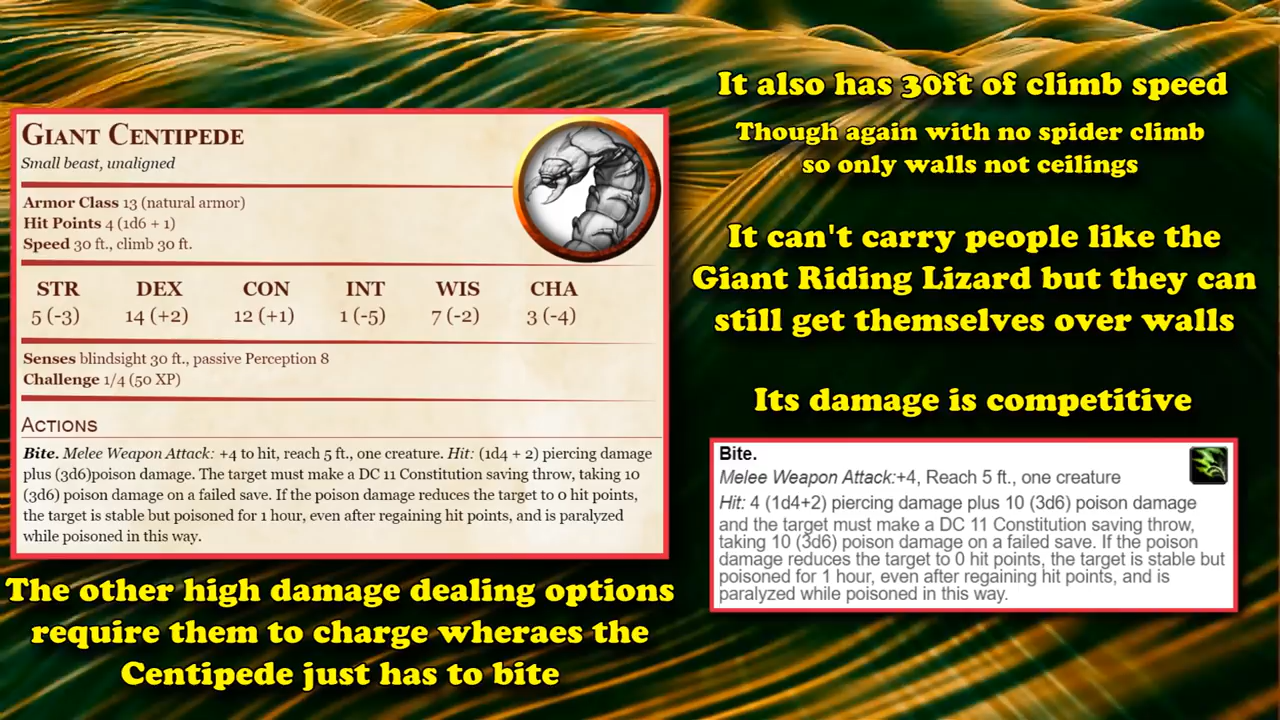 GIANT CENTIPEDE
Small beast, unaligned
Armor Class 13 (natural armor)
Hit Points 4 (1d6 + 1)
Speed 30 ft., climb 30 ft.
STR DEX CON INT WIS CHA
5 (-3) 14 (+2) 12 (+1) 1 (-5) 7 (-2) 3 (-4)
Senses blindsight 30 ft., passive Perception 8
Challenge 1/4 (50 XP)
ACTIONS
Bite. Melee Weapon Attack: +4 to hit, reach 5 ft., one creature. Hit: (1d4 + 2) piercing damage
plus (3d6)poison damage. The target must make a DC 11 Constitution saving throw, taking 10
(3d6) poison damage on a failed save. If the poison damage reduces the target to 0 hit points,
the target is stable but poisoned for 1 hour, even after regaining hit points, and is paralyzed
while poisoned in this way.
The other high damage dealing options
require them to charge wheraes the
Centipede just has to bite
It also has 30ft of climb speed
Though again with no spider climb
so only walls not ceilings
It can't carry people like the
Giant Riding Lizard but they can
still get themselves over walls
Its damage is competitive
Bite.
Melee Weapon Attack:+4, Reach 5 ft., one creature
Hit: 4 (1d4+2) piercing damage plus 10 (3d6) poison damage
and the target must make a DC 11 Constitution saving throw,
taking 10 (3d6) poison damage on a failed save. If the poison
damage reduces the target to 0 hit points, the target is stable but
poisoned for 1 hour, even after regaining hit points, and is
paralyzed while poisoned in this way.